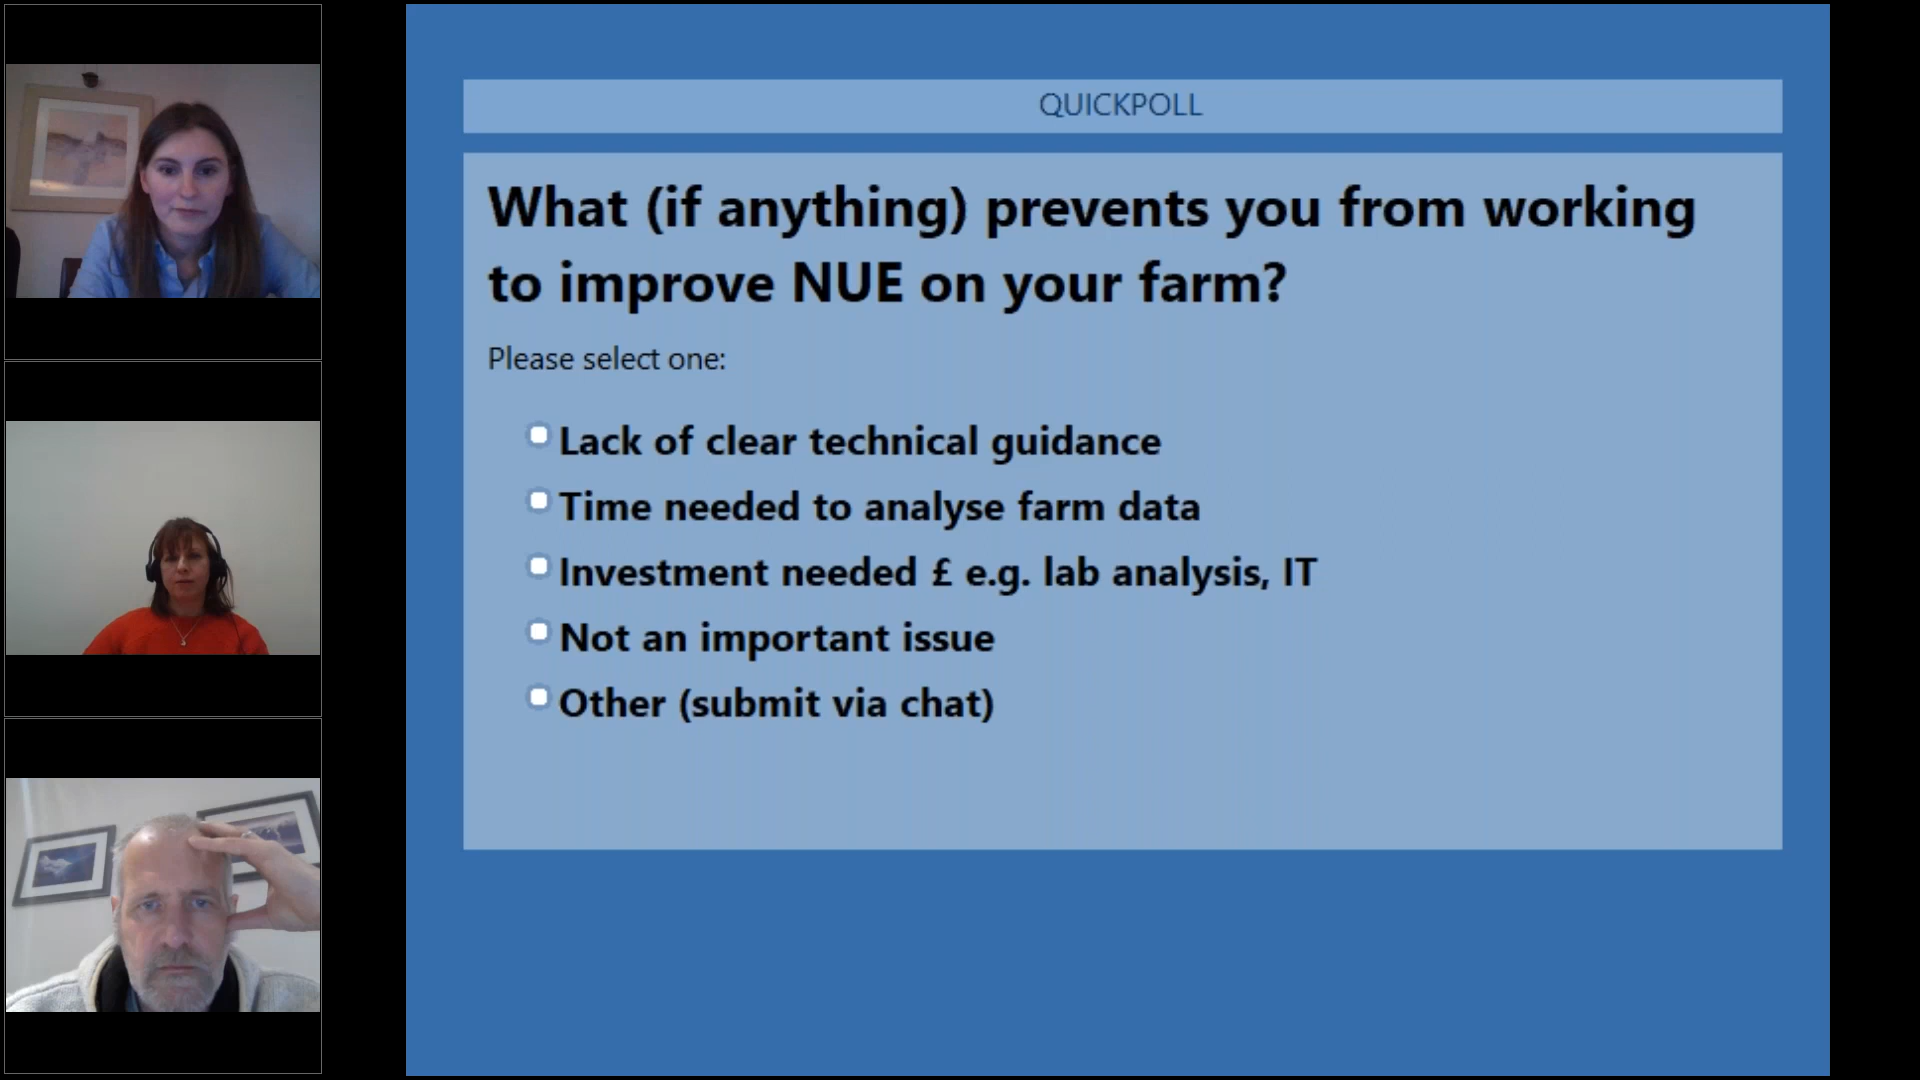 QUICKPOLL
What (if anything) prevents you from working
to improve NUE on your farm?
Please select one:
Lack of clear technical guidance
Time needed to analyse farm data
Investment needed £ e.g. lab analysis, IT
Not an important issue
Other (submit via chat)